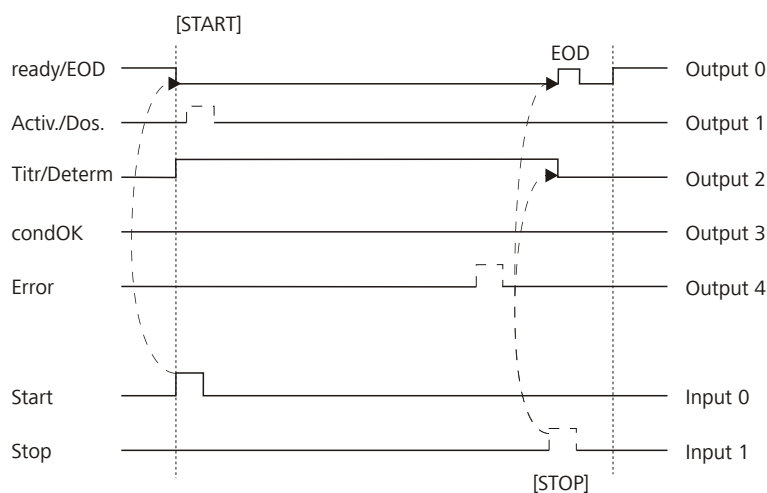 [START]
EOD
ready/EOD Output 0
Activ./Dos. Output 1
Titr/Determ Output 2
condOK Output 3
Error Output 4
Start Input 0
Stop Input 1
[STOP]